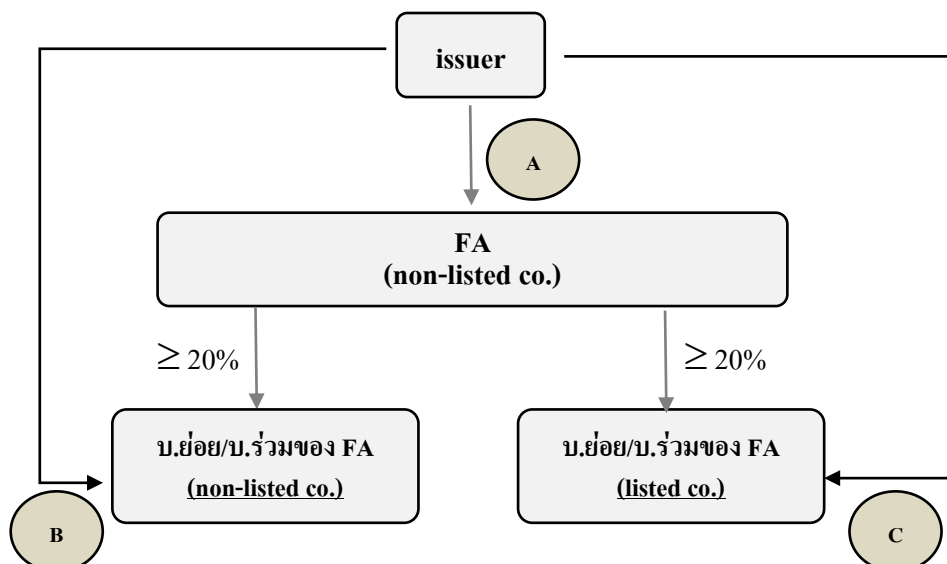 issuer
A
FA
(non-listed co.)
≥ 20%
≥ 20%
บ.ย่อย/บ.ร่วมของ FA
(non-listed co.)
บ.ย่อย/บ.ร่วมของ FA
(listed co.)
B
C